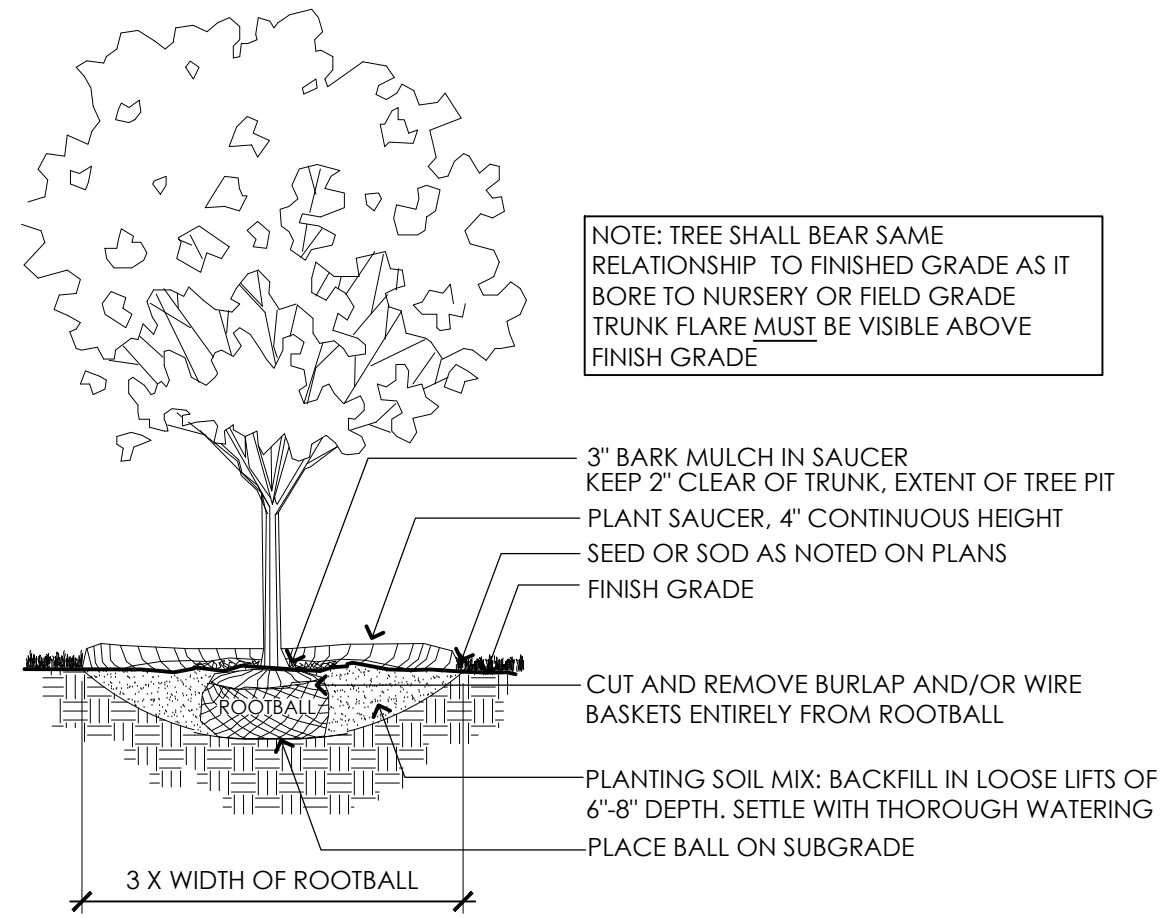 NOTE: TREE SHALL BEAR SAME
RELATIONSHIP TO FINISHED GRADE AS IT
BORE TO NURSERY OR FIELD GRADE
TRUNK FLARE MUST BE VISIBLE ABOVE
FINISH GRADE
3" BARK MULCH IN SAUCER
KEEP 2" CLEAR OF TRUNK, EXTENT OF TREE PIT
PLANT SAUCER, 4" CONTINUOUS HEIGHT
SEED OR SOD AS NOTED ON PLANS
FINISH GRADE
CUT AND REMOVE BURLAP AND/OR WIRE
BASKETS ENTIRELY FROM ROOTBALL
ROOTBALL
PLANTING SOIL MIX: BACKFILL IN LOOSE LIFTS OF
6"-8" DEPTH. SETTLE WITH THOROUGH WATERING
PLACE BALL ON SUBGRADE
3 X WIDTH OF ROOTBALL